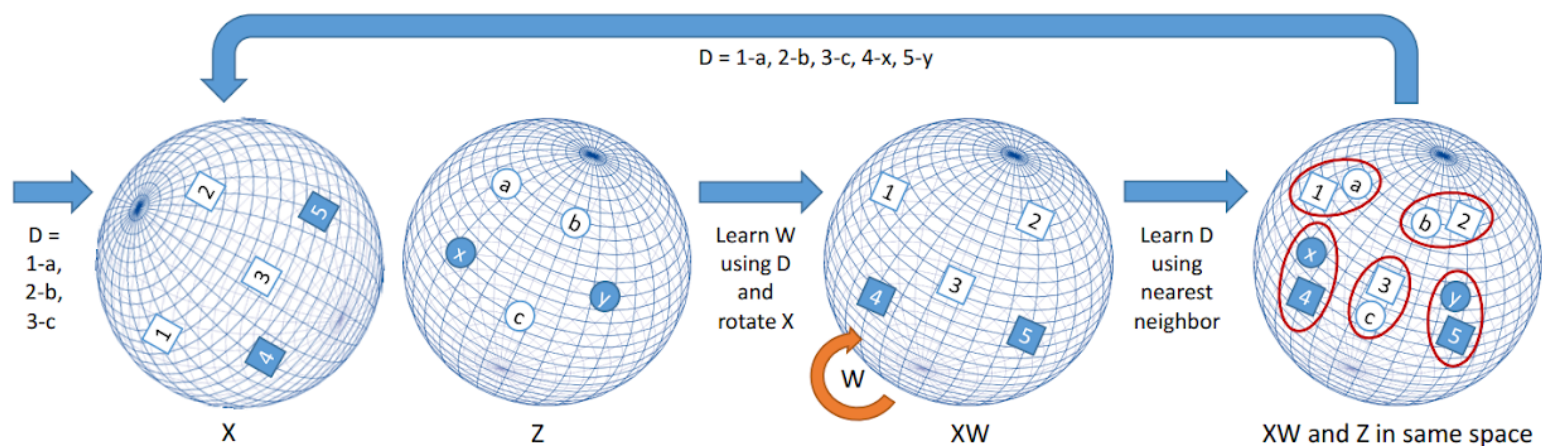 D = 1-a, 2-b, 3-c, 4-x, 5-y
D =
1-a,
2-b,
3-c
2
5
3
1
4
X
a
b
x
y
c
Z
Learn W
using D
and
rotate X
1
2
3
4
5
W
XW
Learn D
using
nearest
neighbor
1 a
b 2
x
4
3
c
y
5
XW and Z in same space